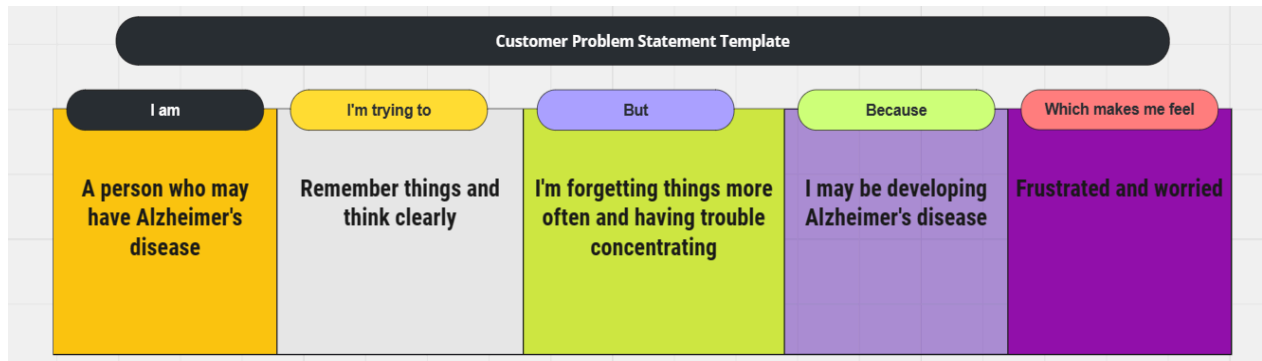 Customer Problem Statement Template
I am
I'm trying to
But
Because
Which makes me feel
A person who may
have Alzheimer's
disease
Remember things and
think clearly
I'm forgetting things more
often and having trouble
concentrating
I may be developing
Alzheimer's disease
Frustrated and worried